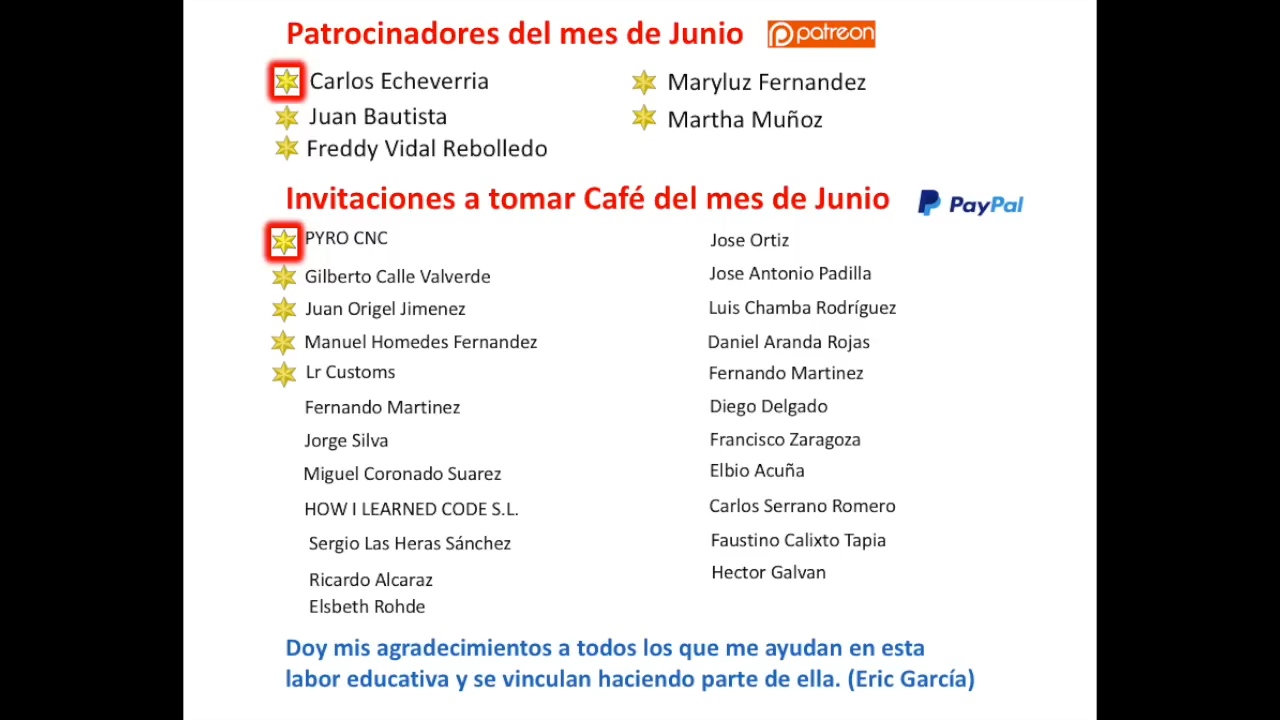 Patrocinadores del mes de Junio patreon
Carlos Echeverria
Juan Bautista
Freddy Vidal Rebolledo
Maryluz Fernandez
Martha Muñoz
Invitaciones a tomar Café del mes de Junio PayPal
PYRO CNC
Gilberto Calle Valverde
Juan Origel Jimenez
Manuel Homedes Fernandez
Lr Customs
Fernando Martinez
Jorge Silva
Miguel Coronado Suarez
HOW I LEARNED CODE S.L.
Sergio Las Heras Sánchez
Ricardo Alcaraz
Elsbeth Rohde
Jose Ortiz
Jose Antonio Padilla
Luis Chamba Rodríguez
Daniel Aranda Rojas
Fernando Martinez
Diego Delgado
Francisco Zaragoza
Elbio Acuña
Carlos Serrano Romero
Faustino Calixto Tapia
Hector Galvan
Doy mis agradecimientos a todos los que me ayudan en esta
labor educativa y se vinculan haciendo parte de ella. (Eric García)